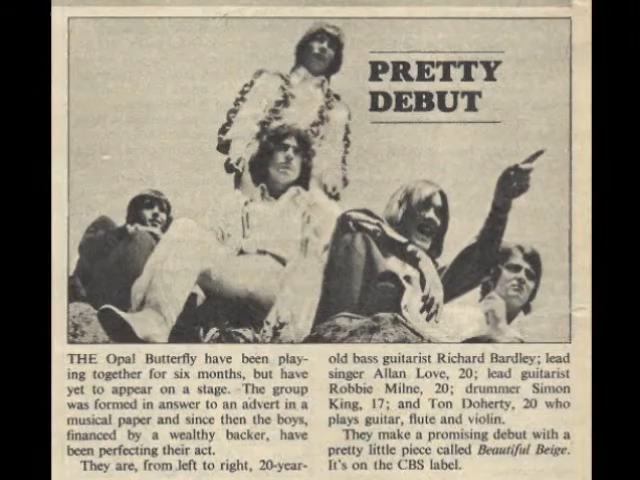 PRETTY
DEBUT
THE Opal Butterfly have been play-
ing together for six months, but have
yet to appear on a stage. The group
was formed in answer to an advert in a
musical paper and since then the boys,
financed by a wealthy backer, have
been perfecting their act.
They are, from left to right, 20-year-
old bass guitarist Richard Bardley; lead
singer Allan Love, 20; lead guitarist
Robbie Milne, 20; drummer Simon
King, 17; and Ton Doherty, 20 who
plays guitar, flute and violin.
They make a promising debut with a
pretty little piece called Beautiful Beige.
It's on the CBS label.